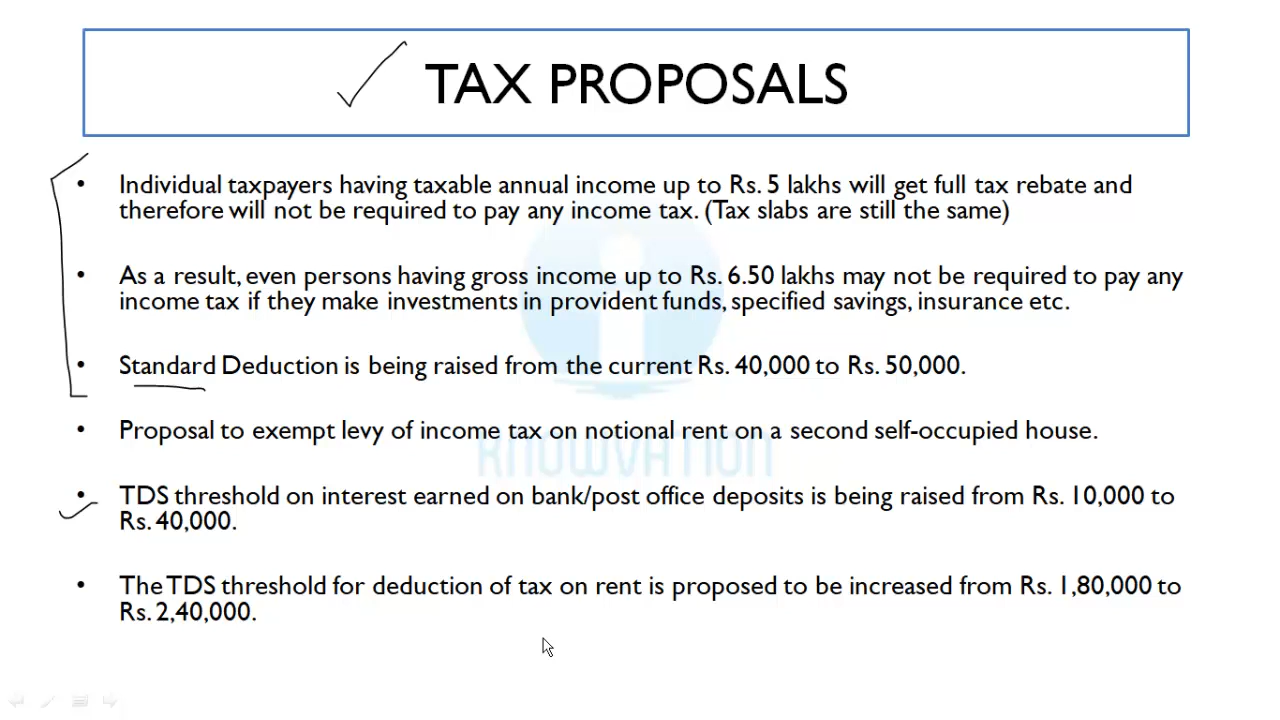 TAX PROPOSALS
• Individual taxpayers having taxable annual income up to Rs. 5 lakhs will get full tax rebate and
therefore will not be required to pay any income tax. (Tax slabs are still the same)
• As a result, even persons having gross income up to Rs. 6.50 lakhs may not be required to pay any
income tax if they make investments in provident funds, specified savings, insurance etc.
• Standard Deduction is being raised from the current Rs. 40,000 to Rs. 50,000.
• Proposal to exempt levy of income tax on notional rent on a second self-occupied house.
KNOWVATION
• TDS threshold on interest earned on bank/post office deposits is being raised from Rs. 10,000 to
Rs. 40,000.
• The TDS threshold for deduction of tax on rent is proposed to be increased from Rs. 1,80,000 to
Rs. 2,40,000.